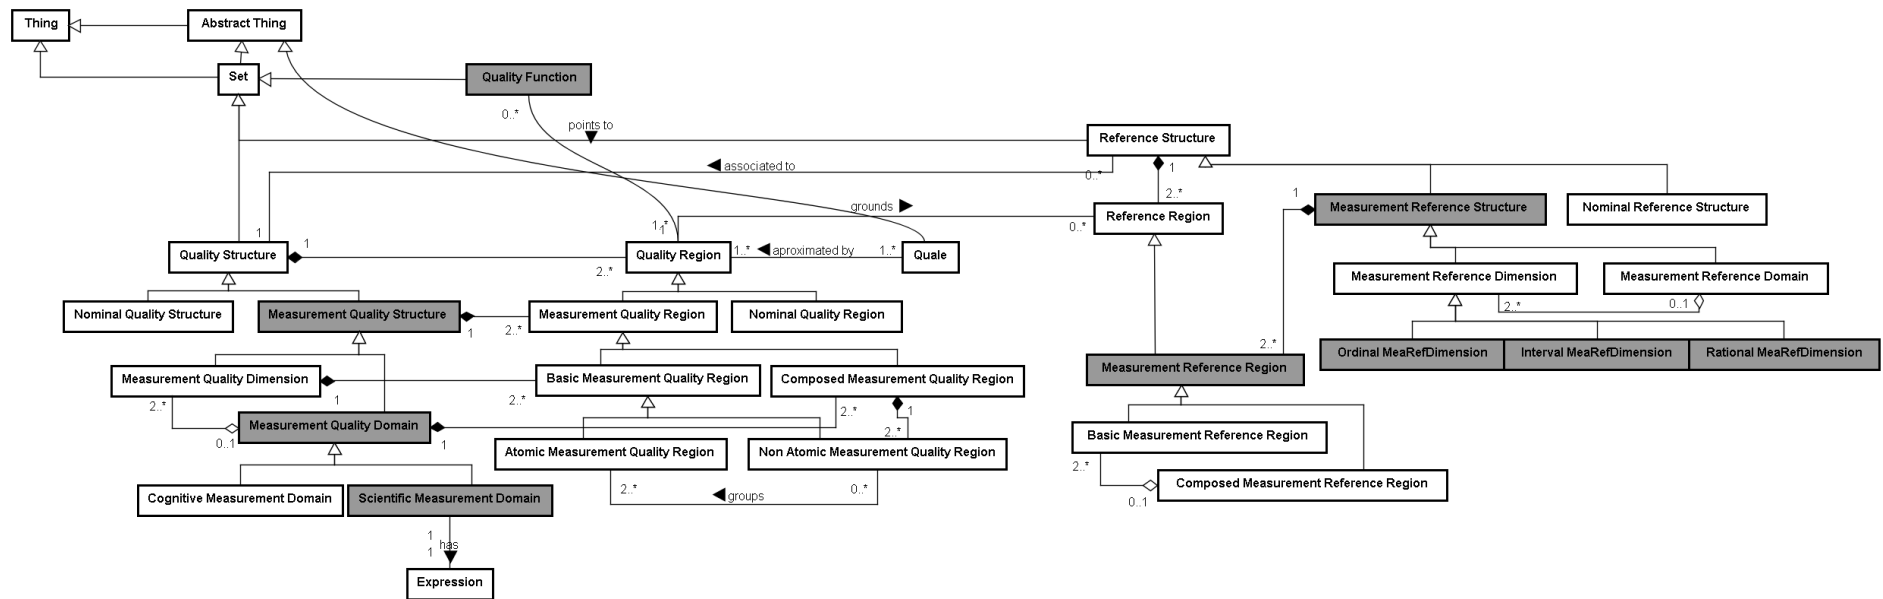 Thing
Abstract Thing
Set
Quality Function
0..*
points to
Reference Structure
associated to
0..*
1
2..*
grounds
1
Measurement Reference Structure
Nominal Reference Structure
Reference Region
1..*
1
0..*
1
Quality Structure
1
2..*
Quality Region
1..*
aproximated by
1..*
Quale
Measurement Reference Dimension
Measurement Reference Domain
2..*
0..1
Nominal Quality Structure
Measurement Quality Structure
1
2..*
Measurement Quality Region
Nominal Quality Region
2..*
Ordinal MeaRefDimension
Interval MeaRefDimension
Rational MeaRefDimension
Measurement Reference Region
Measurement Quality Dimension
1
2..*
Basic Measurement Quality Region
Composed Measurement Quality Region
2..*
0..1
Measurement Quality Domain
1
2..*
1
2..*
Basic Measurement Reference Region
Atomic Measurement Quality Region
Non Atomic Measurement Quality Region
2..*
0..1
Composed Measurement Reference Region
2..*
groups
0..*
Cognitive Measurement Domain
Scientific Measurement Domain
1
has
1
Expression